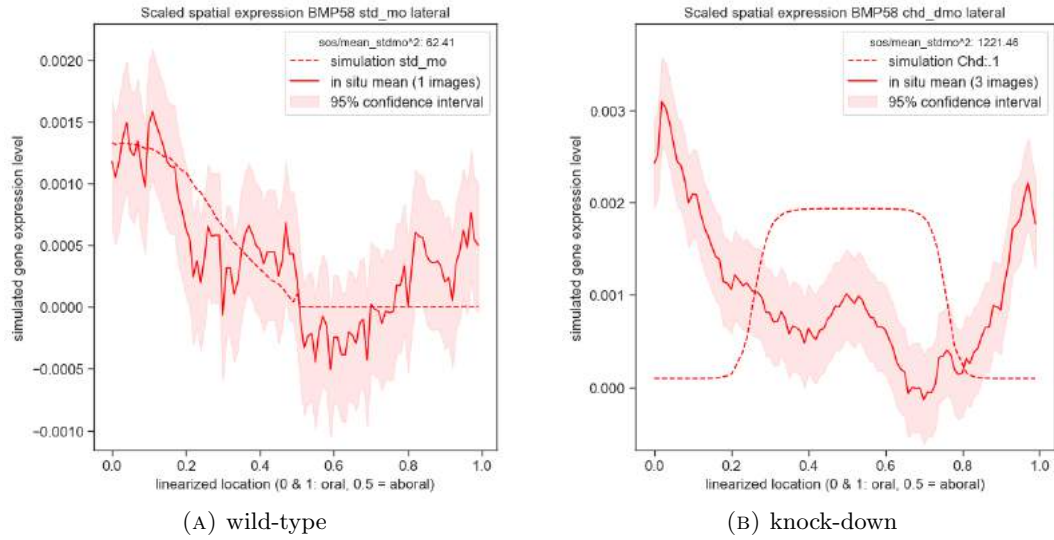 Scaled spatial expression BMP58 std_mo lateral
sos/mean_stdmo^2: 62.41
simulation std_mo
in situ mean (1 images)
95% confidence interval
simulated gene expression level
0.0020
0.0015
0.0010
0.0005
0.0000
−0.0005
−0.0010
0.0
0.2
0.4
0.6
0.8
1.0
linearized location (0 & 1: oral, 0.5 = aboral)
(A) wild-type
Scaled spatial expression BMP58 chd_dmo lateral
sos/mean_stdmo^2: 1221.46
simulation Chd:.1
in situ mean (3 images)
95% confidence interval
simulated gene expression level
0.003
0.002
0.001
0.000
0.0
0.2
0.4
0.6
0.8
1.0
linearized location (0 & 1: oral, 0.5 = aboral)
(B) knock-down